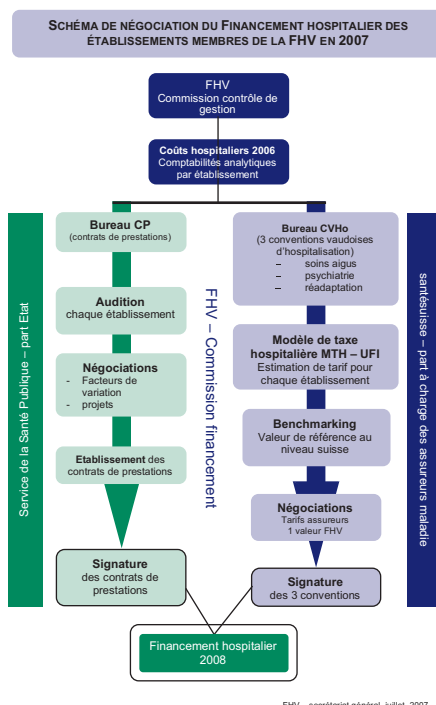 SCHÉMA DE NÉGOCIATION DU FINANCEMENT HOSPITALIER DES
ÉTABLISSEMENTS MEMBRES DE LA FHV EN 2007
FHV
Commission contrôle de
gestion
Coûts hospitaliers 2006
Comptabilités analytiques
par établissement
Service de la Santé Publique – part Etat
Bureau CP
(contrats de prestations)
Audition
chaque établissement
Négociations
- Facteurs de
variation
- projets
Etablissement des
contrats de prestations
Signature
des contrats de
prestations
FHV – Commission financement
Bureau CVHo
(3 conventions vaudoises
d'hospitalisation)
– soins aigus
– psychiatrie
– réadaptation
Modèle de taxe
hospitalière MTH – UFI
Estimation de tarif pour
chaque établissement
Benchmarking
Valeur de référence au
niveau suisse
Négociations
Tarifs assureurs
1 valeur FHV
Signature
des 3 conventions
santésuisse – part à charge des assureurs maladie
Financement hospitalier
2008
FHV – secrétariat général, juillet 2007